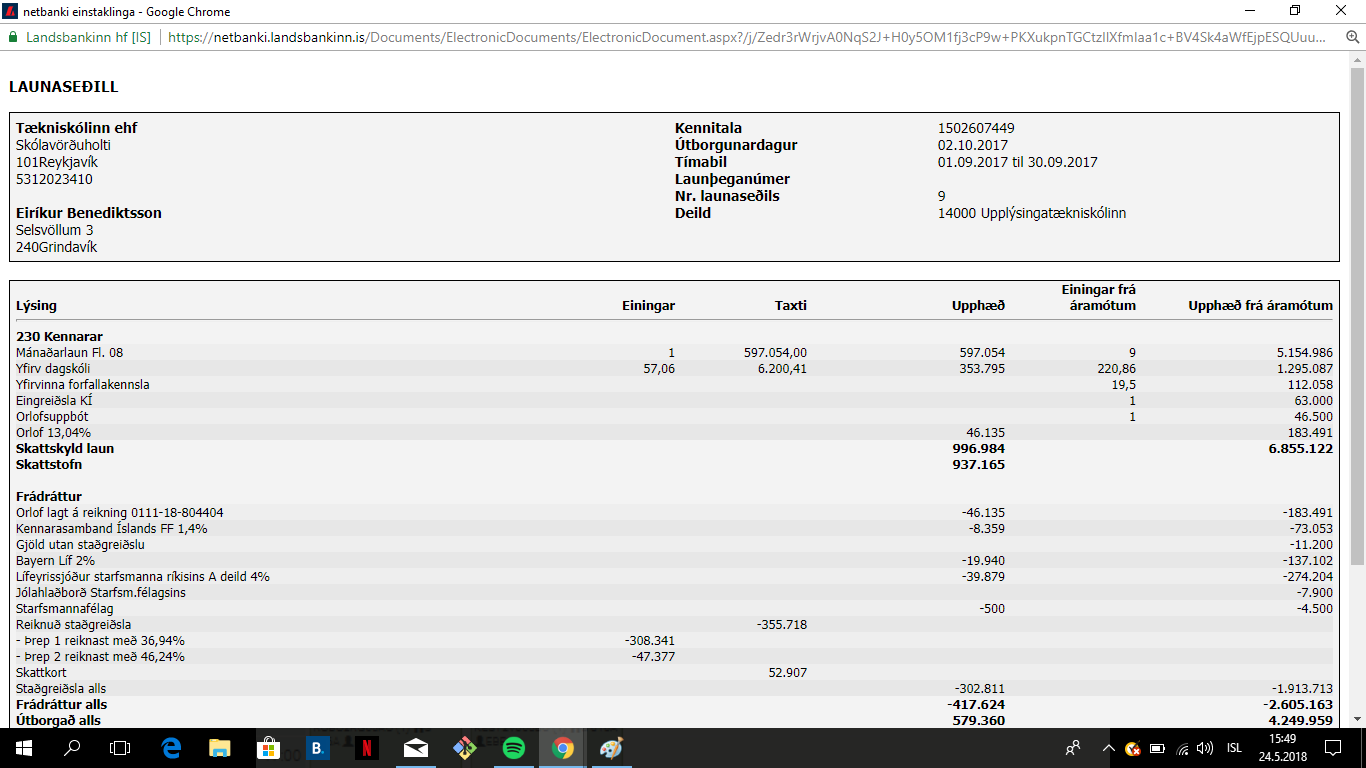 netbanki einstaklinga - Google Chrome
Landsbankinn hf [IS] https://netbanki.landsbankinn.is/Documents/ElectronicDocuments/ElectronicDocument.aspx?/j/Zedr3rWrjvA0NqS2J+H0y5OM1fj3cP9w+PKXukpnTGCtzlIXfmIaa1c+BV4Sk4aWfEjpESQUuu...
LAUNASEÐILL
Tækniskólinn ehf
Skólavörðuholti
101Reykjavík
5312023410
Eiríkur Benediktsson
Selsvöllum 3
240Grindavík
Kennitala 1502607449
Útborgunardagur 02.10.2017
Tímabil 01.09.2017 til 30.09.2017
Launþeganúmer
Nr. launaseðils 9
Deild 14000 Upplýsingatækniskólinn
Lýsing Einingar Taxti Upphæð Einingar frá áramótum Upphæð frá áramótum
230 Kennarar
Mánaðarlaun Fl. 08 1 597.054,00 597.054 9 5.154.986
Yfirv dagskóli 57,06 6.200,41 353.795 220,86 1.295.087
Yfirvinna forfallakennsla 19,5 112.058
Eingreiðsla KÍ 1 63.000
Orlofsuppbót 1 46.500
Orlof 13,04% 46.135 183.491
Skattskyld laun 996.984 6.855.122
Skattstofn 937.165
Frádráttur
Orlof lagt á reikning 0111-18-804404 -46.135 -183.491
Kennarasamband Íslands FF 1,4% -8.359 -73.053
Gjöld utan staðgreiðslu -11.200
Bayern Líf 2% -19.940 -137.102
Lífeyrissjóður starfsmanna ríkisins A deild 4% -39.879 -274.204
Jólahlaðborð Starfsm.félagsins -7.900
Starfsmannafélag -500 -4.500
Reiknuð staðgreiðsla -355.718
- Þrep 1 reiknast með 36,94% -308.341
- Þrep 2 reiknast með 46,24% -47.377
Skattkort 52.907
Staðgreiðsla alls -302.811 -1.913.713
Frádráttur alls -417.624 -2.605.163
Útborgað alls 579.360 4.249.959
B.
N
ISL
15:49
24.5.2018